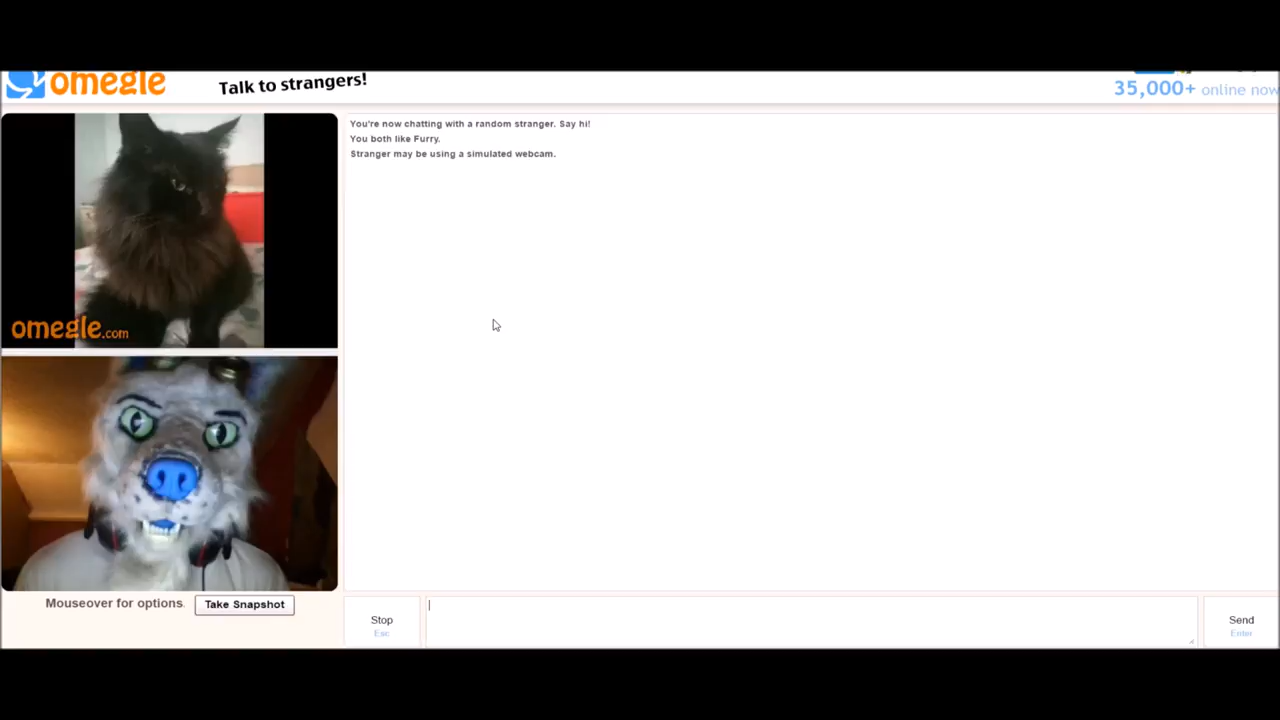 omegle
Talk to strangers!
35,000+ online now
You're now chatting with a random stranger. Say hi!
You both like Furry.
Stranger may be using a simulated webcam.
omegle.com
Mouseover for options.
Take Snapshot
Stop
Esc
Send
Enter